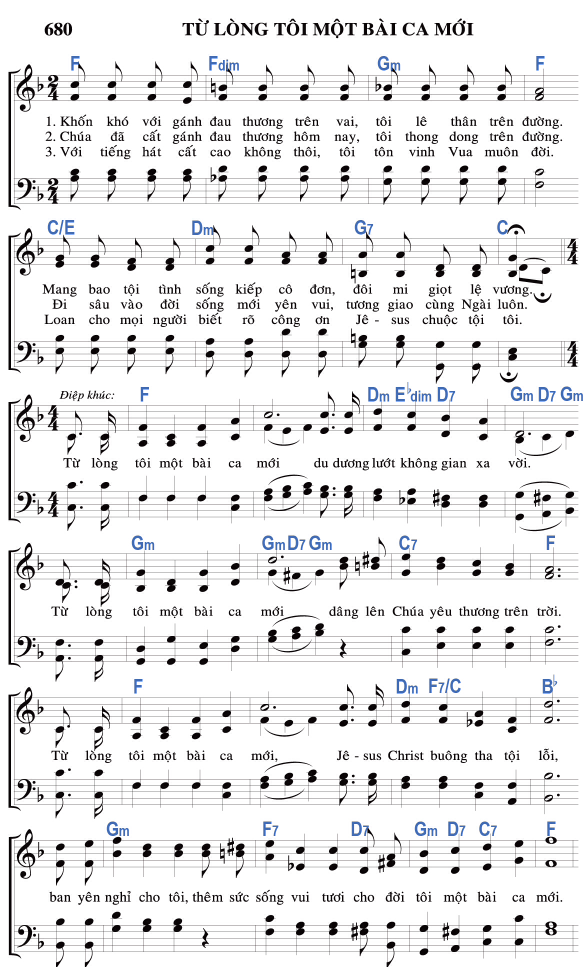 680 TỪ LÒNG TÔI MỘT BÀI CA MỚI
F Fdim Gm F
1. Khốn khó với gánh đau thương trên vai, tôi lê thân trên đường.
2. Chúa đã cất gánh đau thương hôm nay, tôi thong dong trên đường.
3. Với tiếng hát cất cao không thôi, tôi tôn vinh Vua muôn đời.
C/E Dm G7 C
Mang bao tội tình sống kiếp cô đơn, đôi mi giọt lệ vương.
Đi sâu vào đời sống mới yên vui, tương giao cùng Ngài luôn.
Loan cho mọi người biết rõ công ơn Jê - sus chuộc tội tôi.
Điệp khúc: F Dm E♭dim D7 Gm D7 Gm
Từ lòng tôi một bài ca mới du dương lướt không gian xa vời.
Gm Gm D7 Gm C7 F
Từ lòng tôi một bài ca mới dâng lên Chúa yêu thương trên trời.
F Dm F7/C B♭
Từ lòng tôi một bài ca mới, Jê - sus Christ buông tha tội lỗi,
Gm F7 D7 Gm D7 C7 F
ban yên nghỉ cho tôi, thêm sức sống vui tươi cho đời tôi một bài ca mới.